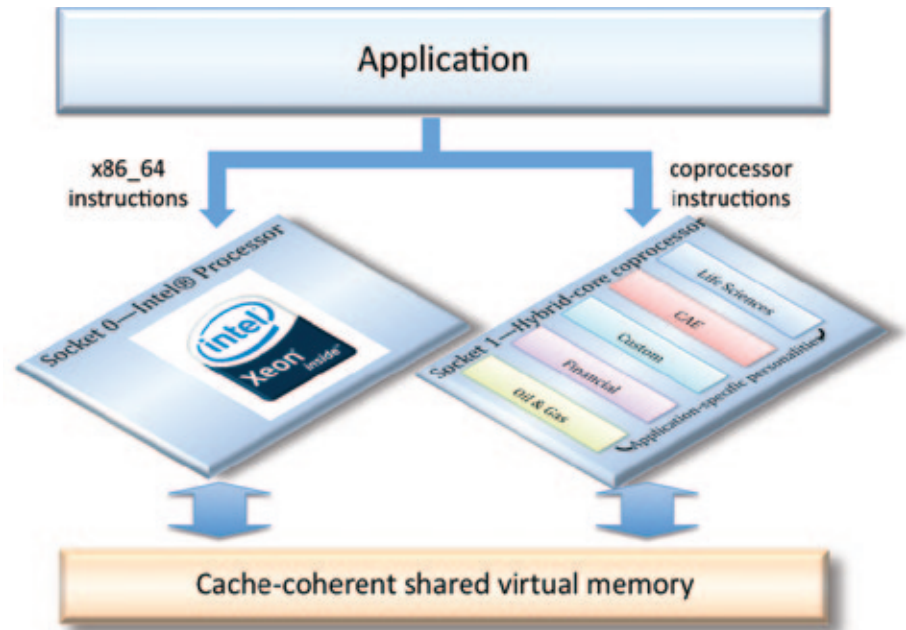 Application
x86_64
instructions
coprocessor
instructions
Socket 0—Intel® Processor
intel
Xeon®
inside™
Socket 1—Hybrid-core coprocessor
Life Sciences
CAE
Custom
Financial
Oil & Gas
Application-specific personalities
Cache-coherent shared virtual memory